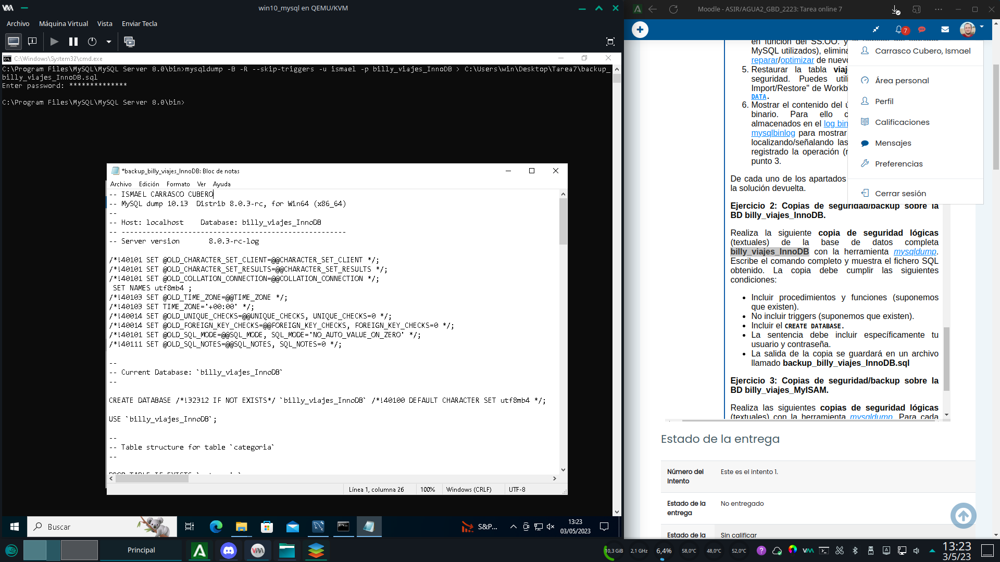 win10_mysql en QEMU/KVM
Archivo Máquina Virtual Vista Enviar Tecla
C:\Windows\System32\cmd.exe
C:\Program Files\MySQL\MySQL Server 8.0\bin>mysqldump -B -R --skip-triggers -u ismael -p billy_viajes_InnoDB > C:\Users\win\Desktop\Tarea7\backup_
billy_viajes_InnoDB.sql
Enter password: **************
C:\Program Files\MySQL\MySQL Server 8.0\bin>
*backup_billy_viajes_InnoDB: Bloc de notas
Archivo Edición Formato Ver Ayuda
-- ISMAEL CARRASCO CUBERO
-- MySQL dump 10.13  Distrib 8.0.3-rc, for Win64 (x86_64)
--
-- Host: localhost    Database: billy_viajes_InnoDB
-- ------------------------------------------------------
-- Server version       8.0.3-rc-log
/*!40101 SET @OLD_CHARACTER_SET_CLIENT=@@CHARACTER_SET_CLIENT */;
/*!40101 SET @OLD_CHARACTER_SET_RESULTS=@@CHARACTER_SET_RESULTS */;
/*!40101 SET @OLD_COLLATION_CONNECTION=@@COLLATION_CONNECTION */;
 SET NAMES utf8mb4 ;
/*!40103 SET @OLD_TIME_ZONE=@@TIME_ZONE */;
/*!40103 SET TIME_ZONE='+00:00' */;
/*!40014 SET @OLD_UNIQUE_CHECKS=@@UNIQUE_CHECKS, UNIQUE_CHECKS=0 */;
/*!40014 SET @OLD_FOREIGN_KEY_CHECKS=@@FOREIGN_KEY_CHECKS, FOREIGN_KEY_CHECKS=0 */;
/*!40101 SET @OLD_SQL_MODE=@@SQL_MODE, SQL_MODE='NO_AUTO_VALUE_ON_ZERO' */;
/*!40111 SET @OLD_SQL_NOTES=@@SQL_NOTES, SQL_NOTES=0 */;
--
-- Current Database: `billy_viajes_InnoDB`
--
CREATE DATABASE /*!32312 IF NOT EXISTS*/ `billy_viajes_InnoDB` /*!40100 DEFAULT CHARACTER SET utf8mb4 */;
USE `billy_viajes_InnoDB`;
--
-- Table structure for table `categoria`
--
Línea 1, columna 26 100% Windows (CRLF) UTF-8
Buscar
S&P...
13:23
03/05/2023
Moodle - ASIR/AGUA2_GBD_2223: Tarea online 7
7
en función del SS.OO. y
MySQL utilizados), elimina
reparar/optimizar de nuevo
5. Restaurar la tabla viaj
seguridad. Puedes util
Import/Restore" de Workb
DATA.
6. Mostrar el contenido del ú
binario. Para ello c
almacenados en el log bin
mysqlbinlog para mostrar
localizando/señalando las
registrado la operación (
punto 3.
Carrasco Cubero, Ismael
Área personal
Perfil
Calificaciones
Mensajes
Preferencias
Cerrar sesión
De cada uno de los apartados
la solución devuelta.
Ejercicio 2: Copias de seguridad/backup sobre la
BD billy_viajes_InnoDB.
Realiza la siguiente copia de seguridad lógicas
(textuales) de la base de datos completa
billy_viajes_InnoDB con la herramienta mysqldump.
Escribe el comando completo y muestra el fichero SQL
obtenido. La copia debe cumplir las siguientes
condiciones:
• Incluir procedimientos y funciones (suponemos
que existen).
• No incluir triggers (suponemos que existen).
• Incluir el CREATE DATABASE.
• La sentencia debe incluir específicamente tu
usuario y contraseña.
• La salida de la copia se guardará en un archivo
llamado backup_billy_viajes_InnoDB.sql
Ejercicio 3: Copias de seguridad/backup sobre la
BD billy_viajes_MyISAM.
Realiza las siguientes copias de seguridad lógicas
(textuales) con la herramienta mysqldump. Para cada
Estado de la entrega
Número del
intento
Este es el intento 1.
Estado de la
entrega
No entregado
Estado de la
Sin calificar
Principal
10,3 GiB 2,1 GHz 6,4% 58,0°C 48,0°C 52,0°C
13:23
3/5/23